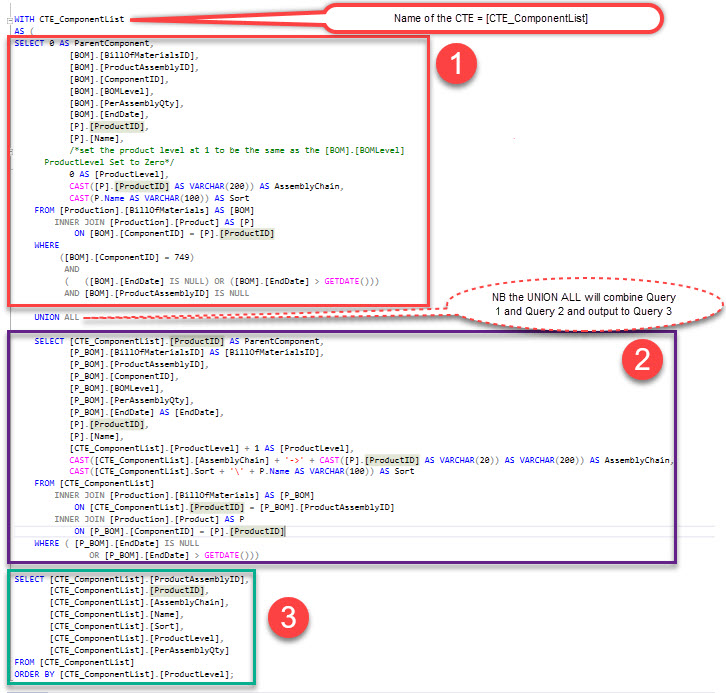 WITH CTE_ComponentList
Name of the CTE = [CTE_ComponentList]
AS (
SELECT 0 AS ParentComponent,
1
[BOM].[BillOfMaterialsID],
[BOM].[ProductAssemblyID],
[BOM].[ComponentID],
[BOM].[BOMLevel],
[BOM].[PerAssemblyQty],
[BOM].[EndDate],
[P].[ProductID],
[P].[Name],
/*set the product level at 1 to be the same as the [BOM].[BOMLevel]
ProductLevel Set to Zero*/
0 AS [ProductLevel],
CAST([P].[ProductID] AS VARCHAR(200)) AS AssemblyChain,
CAST(P.Name AS VARCHAR(100)) AS Sort
FROM [Production].[BillOfMaterials] AS [BOM]
INNER JOIN [Production].[Product] AS [P]
ON [BOM].[ComponentID] = [P].[ProductID]
WHERE
([BOM].[ComponentID] = 749)
AND
( ([BOM].[EndDate] IS NULL) OR ([BOM].[EndDate] > GETDATE()))
AND [BOM].[ProductAssemblyID] IS NULL
NB the UNION ALL will combine Query
1 and Query 2 and output to Query 3
UNION ALL
SELECT [CTE_ComponentList].[ProductID] AS ParentComponent,
2
[P_BOM].[BillOfMaterialsID] AS [BillOfMaterialsID],
[P_BOM].[ProductAssemblyID],
[P_BOM].[ComponentID],
[P_BOM].[BOMLevel],
[P_BOM].[PerAssemblyQty],
[P_BOM].[EndDate] AS [EndDate],
[P].[ProductID],
[P].[Name],
[CTE_ComponentList].[ProductLevel] + 1 AS [ProductLevel],
CAST([CTE_ComponentList].[AssemblyChain] + '->' + CAST([P].[ProductID] AS VARCHAR(20)) AS VARCHAR(200)) AS AssemblyChain,
CAST([CTE_ComponentList].Sort + '\' + P.Name AS VARCHAR(100)) AS Sort
FROM [CTE_ComponentList]
INNER JOIN [Production].[BillOfMaterials] AS [P_BOM]
ON [CTE_ComponentList].[ProductID] = [P_BOM].[ProductAssemblyID]
INNER JOIN [Production].[Product] AS P
ON [P_BOM].[ComponentID] = [P].[ProductID]
WHERE ( [P_BOM].[EndDate] IS NULL
OR [P_BOM].[EndDate] > GETDATE()))
SELECT [CTE_ComponentList].[ProductAssemblyID],
[CTE_ComponentList].[ProductID],
[CTE_ComponentList].[AssemblyChain],
3
[CTE_ComponentList].[Name],
[CTE_ComponentList].[Sort],
[CTE_ComponentList].[ProductLevel],
[CTE_ComponentList].[PerAssemblyQty]
FROM [CTE_ComponentList]
ORDER BY [CTE_ComponentList].[ProductLevel];